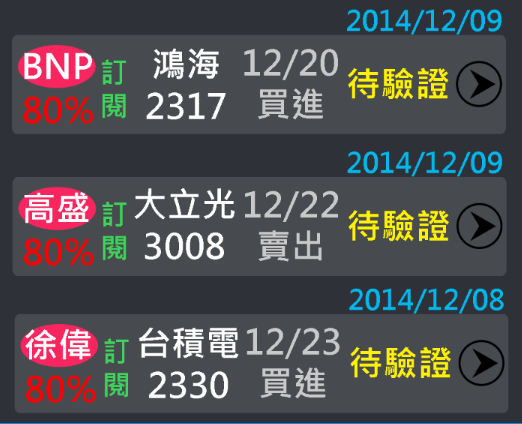 2014/12/09
BNP 訂閱 鴻海 12/20 待驗證
80% 2317 買進
2014/12/09
高盛 訂閱 大立光 12/22 待驗證
80% 3008 賣出
2014/12/08
徐偉 訂閱 台積電 12/23 待驗證
80% 2330 買進